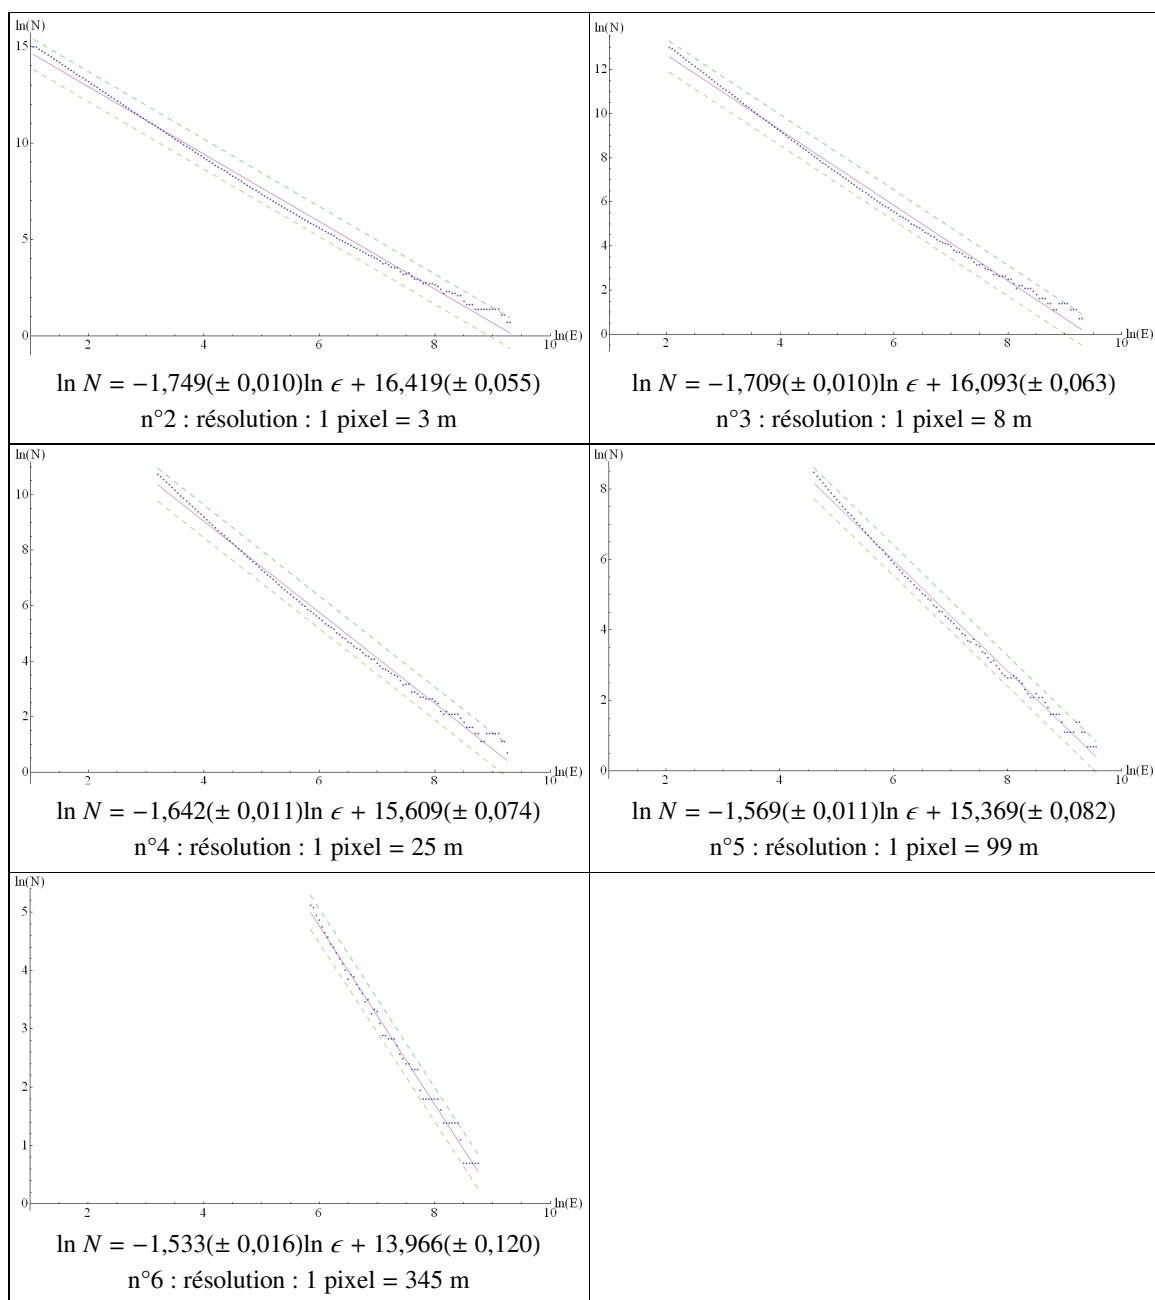 ln(N)
15
10
5
0
2
4
6
8
10
ln(E)
ln N = −1,749(± 0,010)ln ϵ + 16,419(± 0,055)
n°2 : résolution : 1 pixel = 3 m
ln(N)
12
10
8
6
4
2
0
2
4
6
8
10
ln(E)
ln N = −1,709(± 0,010)ln ϵ + 16,093(± 0,063)
n°3 : résolution : 1 pixel = 8 m
ln(N)
10
8
6
4
2
0
2
4
6
8
10
ln(E)
ln N = −1,642(± 0,011)ln ϵ + 15,609(± 0,074)
n°4 : résolution : 1 pixel = 25 m
ln(N)
8
6
4
2
0
2
4
6
8
10
ln(E)
ln N = −1,569(± 0,011)ln ϵ + 15,369(± 0,082)
n°5 : résolution : 1 pixel = 99 m
ln(N)
5
4
3
2
1
0
2
4
6
8
10
ln(E)
ln N = −1,533(± 0,016)ln ϵ + 13,966(± 0,120)
n°6 : résolution : 1 pixel = 345 m